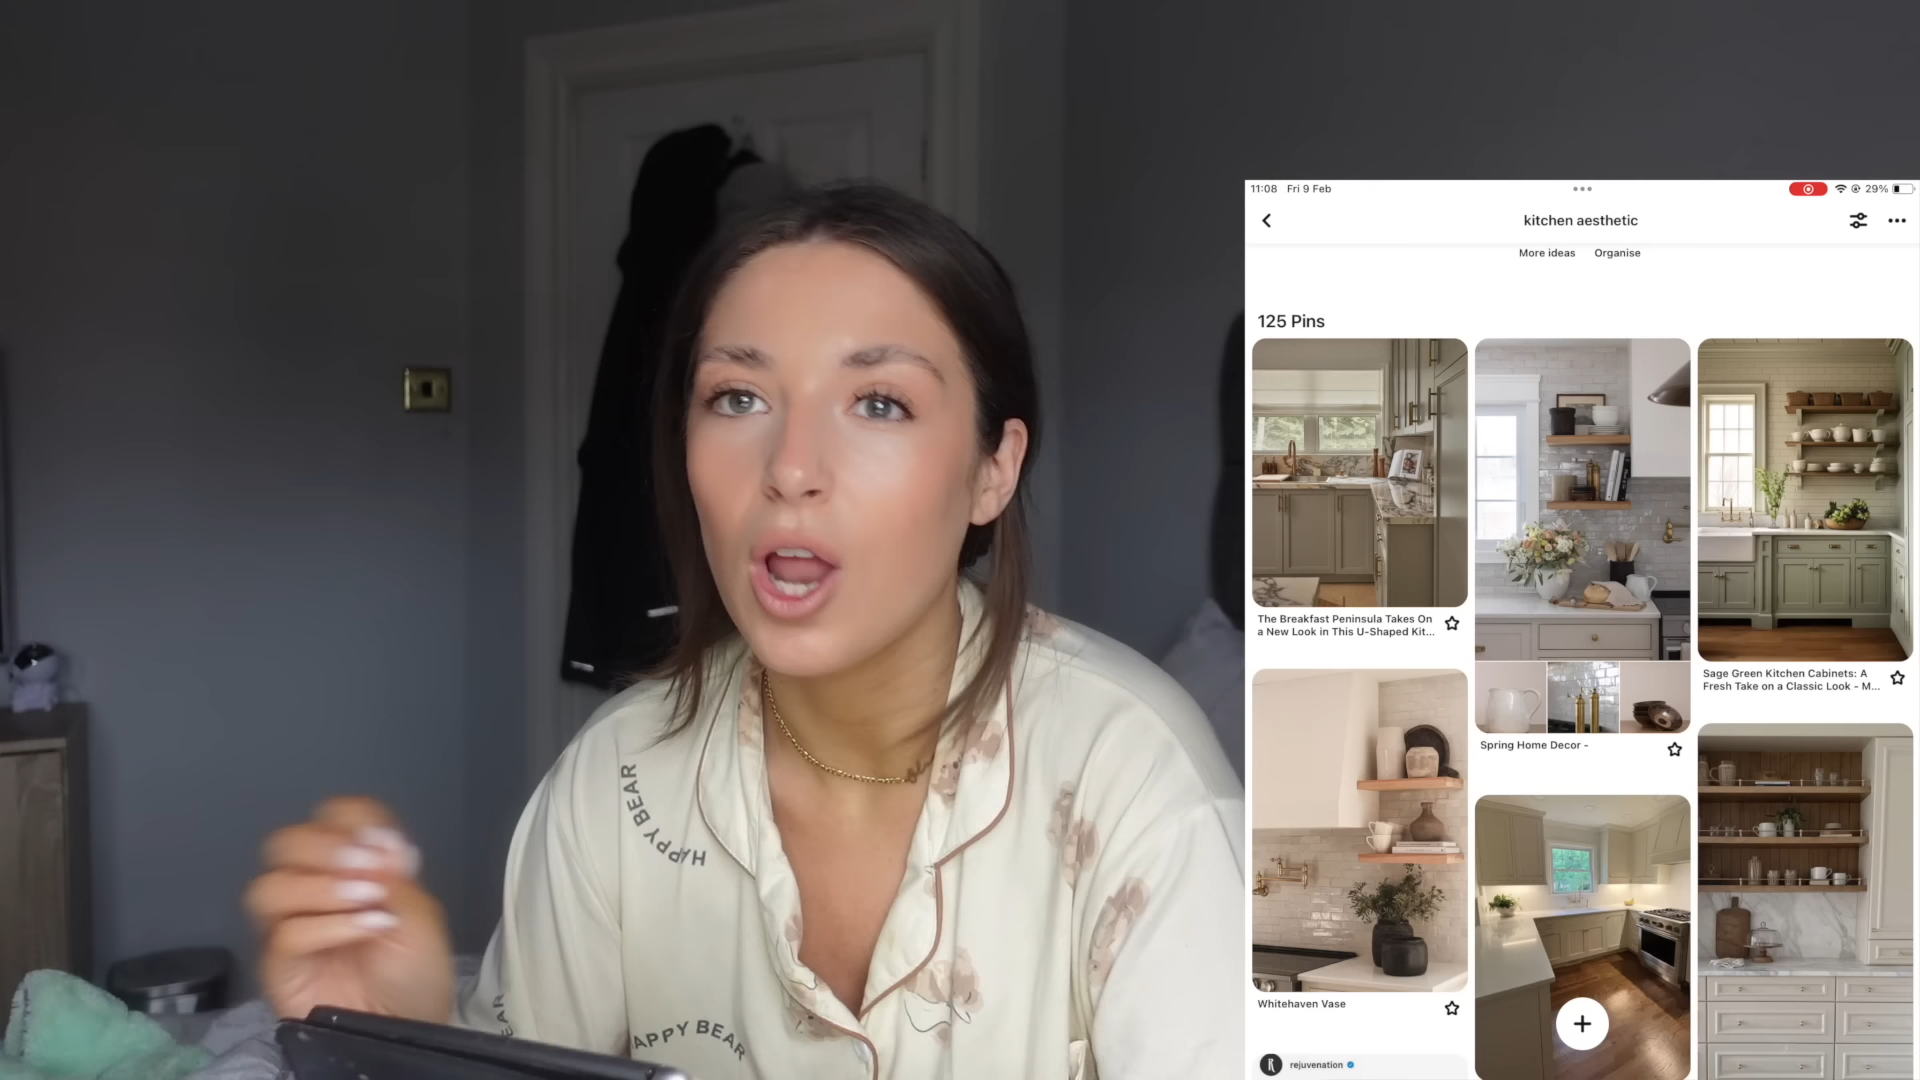 11:08 Fri 9 Feb
29%
kitchen aesthetic
More ideas Organise
125 Pins
The Breakfast Peninsula Takes On
a New Look in This U-Shaped Kit...
Sage Green Kitchen Cabinets: A
Fresh Take on a Classic Look - M...
Spring Home Decor -
Whitehaven Vase
R rejuvenation
HAPPY BEAR
APPY BEAR
EAR